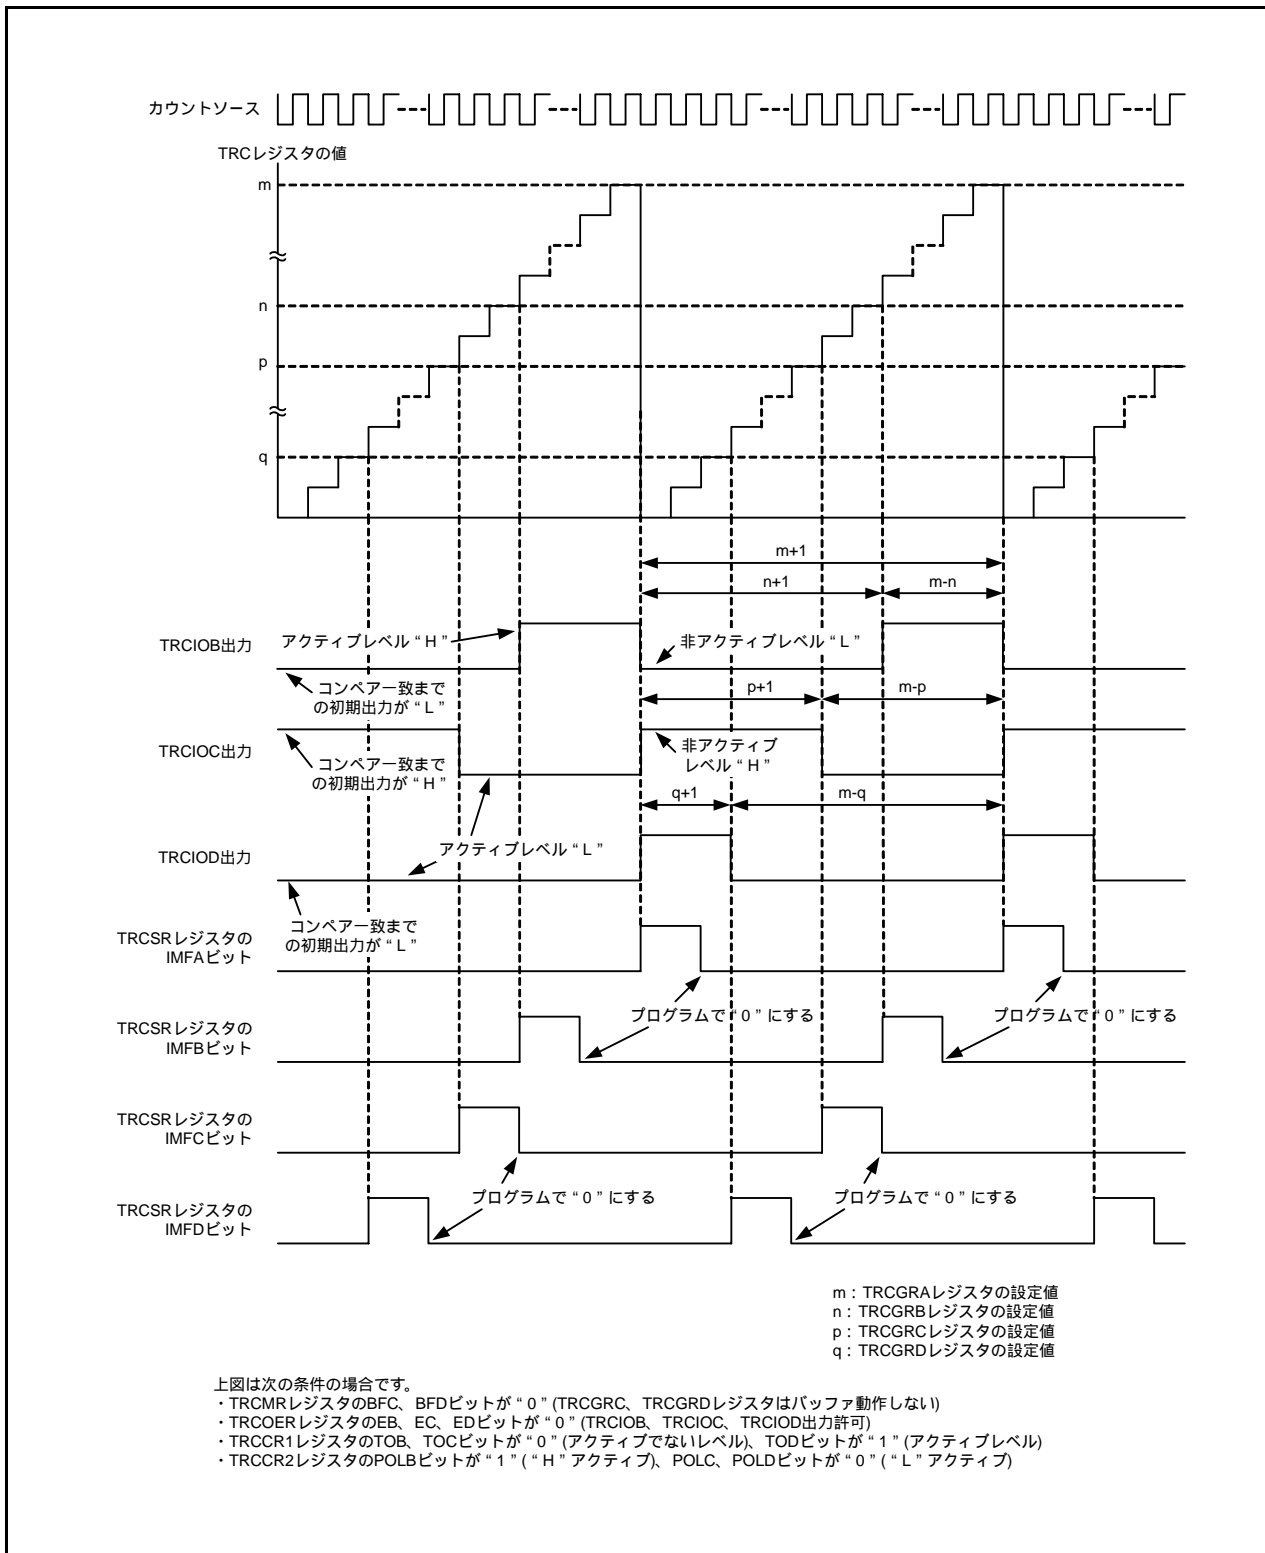 カウントソース
TRCレジスタの値
m
n
p
q
m+1
n+1
m-n
TRCIOB出力
アクティブレベル “ H ”
非アクティブレベル “ L ”
コンペア一致まで
の初期出力が “ L ”
p+1
m-p
TRCIOC出力
コンペア一致まで
の初期出力が “ H ”
非アクティブ
レベル “ H ”
q+1
m-q
TRCIOD出力
アクティブレベル “ L ”
コンペア一致まで
の初期出力が “ L ”
TRCSRレジスタの
IMFAビット
プログラムで “ 0 ” にする
プログラムで “ 0 ” にする
TRCSRレジスタの
IMFBビット
TRCSRレジスタの
IMFCビット
プログラムで “ 0 ” にする
プログラムで “ 0 ” にする
TRCSRレジスタの
IMFDビット
m : TRCGRAレジスタの設定値
n : TRCGRBレジスタの設定値
p : TRCGRCレジスタの設定値
q : TRCGRDレジスタの設定値
上図は次の条件の場合です。
・TRCMRレジスタのBFC、BFDビットが “ 0 ” (TRCGRC、TRCGRDレジスタはバッファ動作しない)
・TRCOERレジスタのEB、EC、EDビットが “ 0 ” (TRCIOB、TRCIOC、TRCIOD出力許可)
・TRCCR1レジスタのTOB、TOCビットが “ 0 ” (アクティブでないレベル)、TODビットが “ 1 ” (アクティブレベル)
・TRCCR2レジスタのPOLBビットが “ 1 ” ( “ H ” アクティブ)、POLC、POLDビットが “ 0 ” ( “ L ” アクティブ)